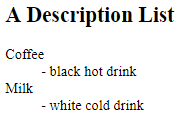 A Description List
Coffee
- black hot drink
Milk
- white cold drink